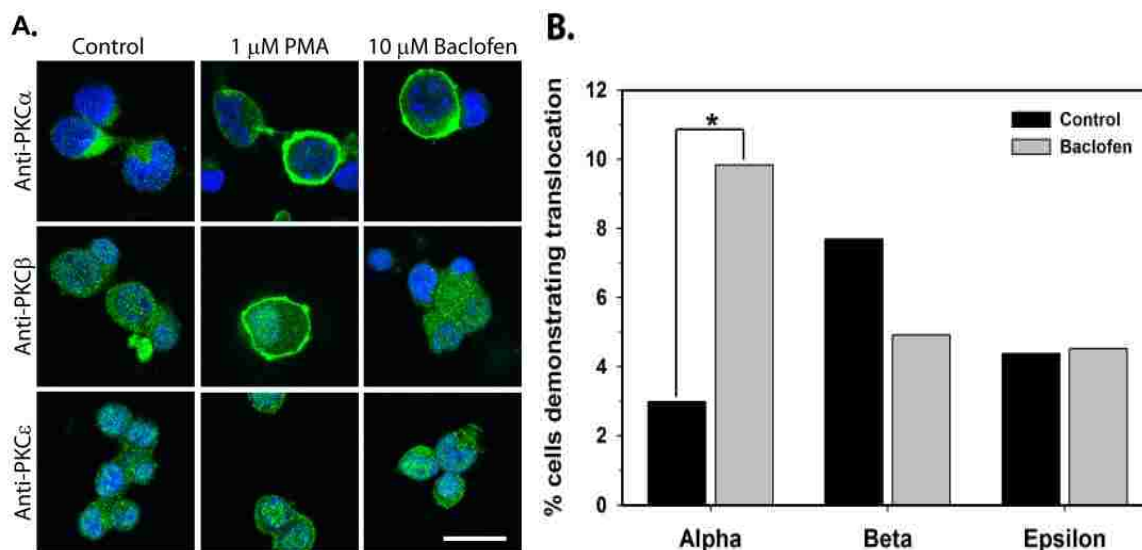 A.
Control
1 μM PMA
10 μM Baclofen
Anti-PKCα
Anti-PKCβ
Anti-PKCε
B.
% cells demonstrating translocation
12
10
8
6
4
2
0
*
Control
Baclofen
Alpha
Beta
Epsilon